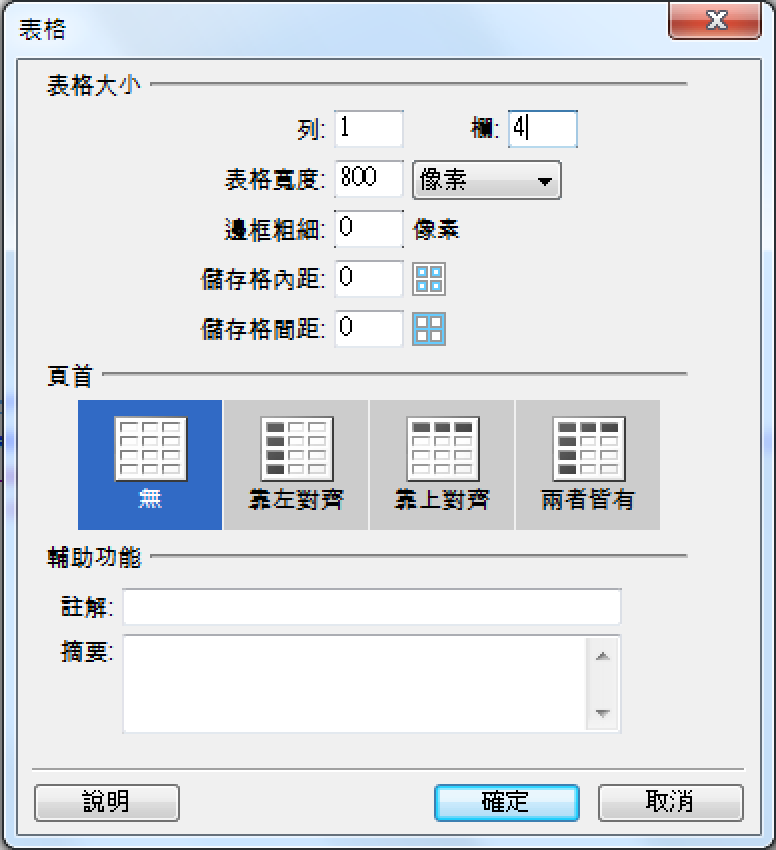 表格
表格大小
列: 1 欄: 4
表格寬度: 800 像素
邊框粗細: 0 像素
儲存格內距: 0
儲存格間距: 0
頁首
無 靠左對齊 靠上對齊 兩者皆有
輔助功能
註解:
摘要:
說明 確定 取消